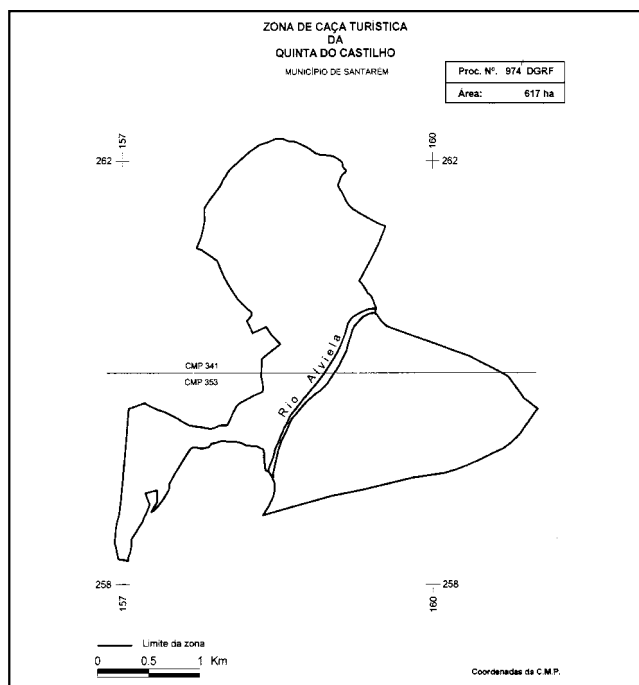 ZONA DE CAÇA TURÍSTICA
DA
QUINTA DO CASTILHO
MUNICÍPIO DE SANTAREM
Proc. Nº. 974 DGRF
Área: 617 ha
157
160
262
262
Rio Alviela
CMP 341
CMP 353
258
258
157
160
Limite da zona
0 0.5 1 Km
Coordenadas da C.M.P.